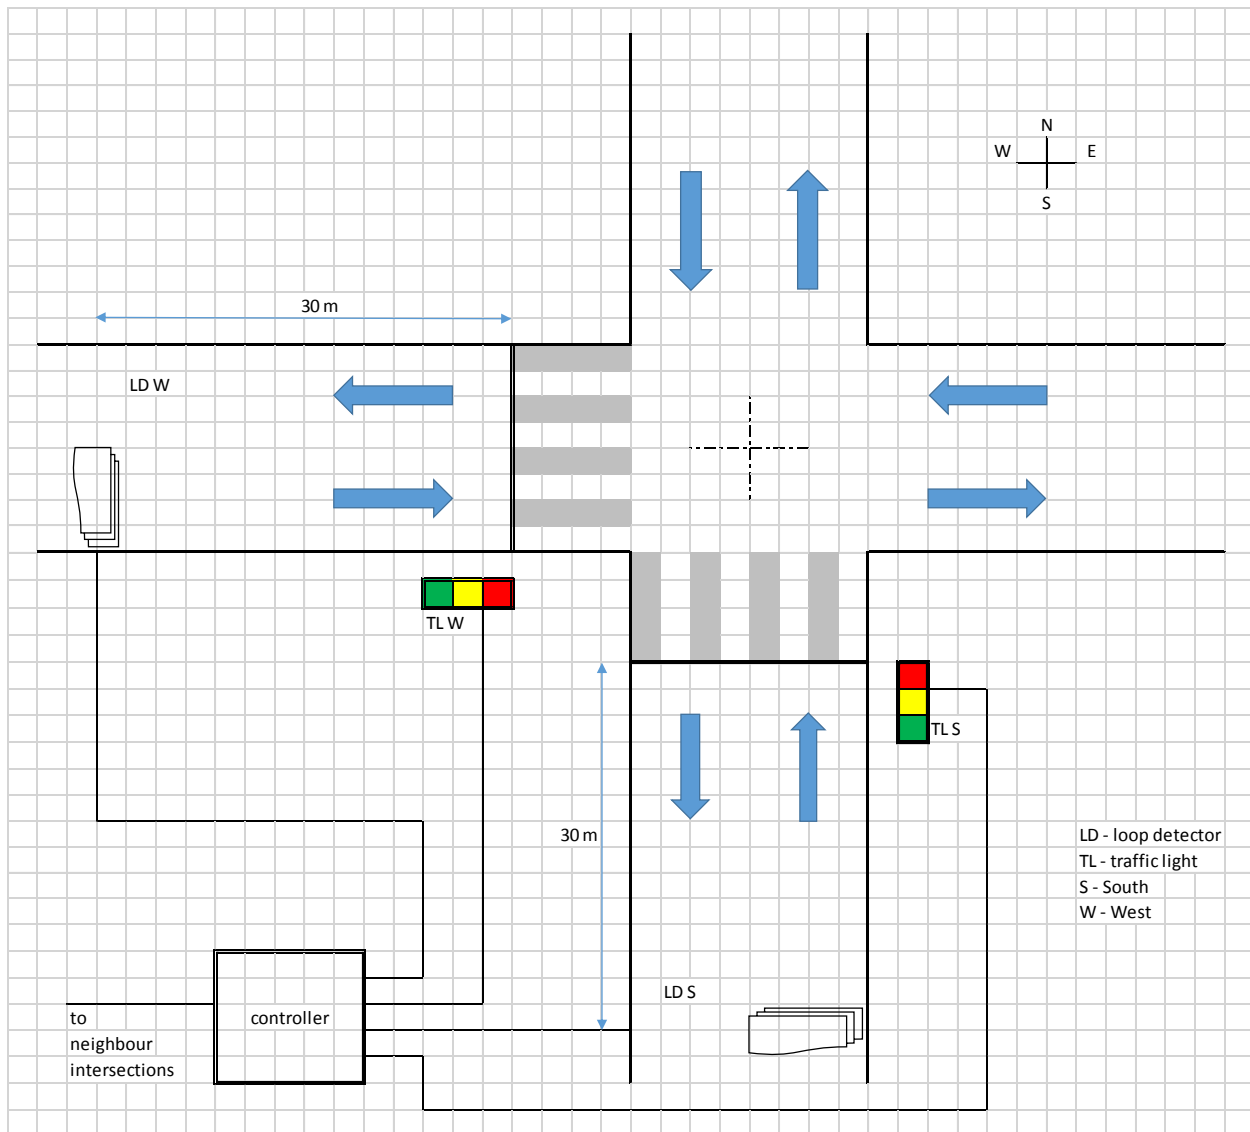 N
W E
S
30 m
LD W
TL W
TL S
30 m
LD - loop detector
TL - traffic light
S - South
W - West
LD S
controller
to
neighbour
intersections